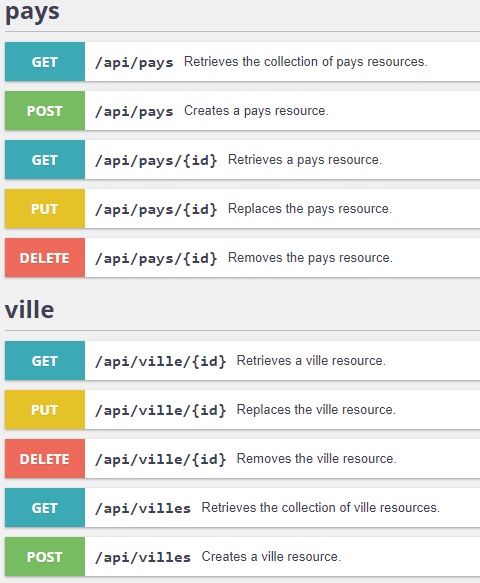 pays
GET /api/pays Retrieves the collection of pays resources.
POST /api/pays Creates a pays resource.
GET /api/pays/{id} Retrieves a pays resource.
PUT /api/pays/{id} Replaces the pays resource.
DELETE /api/pays/{id} Removes the pays resource.
ville
GET /api/ville/{id} Retrieves a ville resource.
PUT /api/ville/{id} Replaces the ville resource.
DELETE /api/ville/{id} Removes the ville resource.
GET /api/villes Retrieves the collection of ville resources.
POST /api/villes Creates a ville resource.